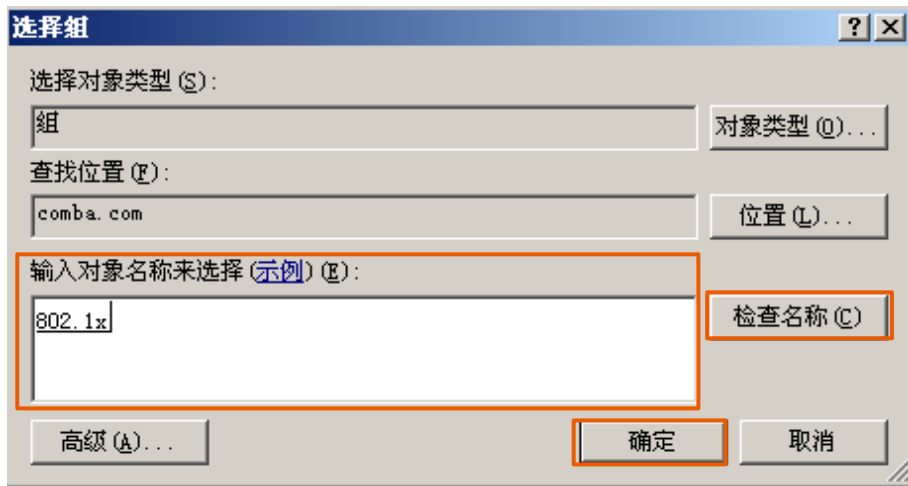 选择组
选择对象类型(S):
组
对象类型(O)...
查找位置(F):
comba.com
位置(L)...
输入对象名称来选择(示例)(E):
802.1x
检查名称(C)
高级(A)...
确定
取消